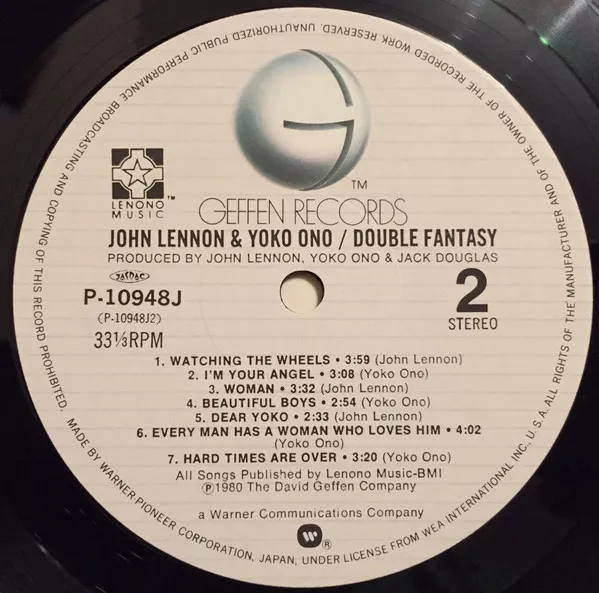 UNAUTHORIZED PUBLIC PERFORMANCE BROADCASTING AND COPYING OF THIS RECORD PROHIBITED.
ALL RIGHTS OF THE MANUFACTURER AND OF THE OWNER OF THE RECORDED WORK RESERVED.
G
TM
LENONO
MUSIC
TM
GEFFEN RECORDS
JOHN LENNON & YOKO ONO / DOUBLE FANTASY
PRODUCED BY JOHN LENNON, YOKO ONO & JACK DOUGLAS
JASRAC
P-10948J
2
(P-10948J2)
STEREO
33⅓RPM
1. WATCHING THE WHEELS • 3:59 (John Lennon)
2. I'M YOUR ANGEL • 3:08 (Yoko Ono)
3. WOMAN • 3:32 (John Lennon)
4. BEAUTIFUL BOYS • 2:54 (Yoko Ono)
5. DEAR YOKO • 2:33 (John Lennon)
6. EVERY MAN HAS A WOMAN WHO LOVES HIM • 4:02
(Yoko Ono)
7. HARD TIMES ARE OVER • 3:20 (Yoko Ono)
All Songs Published by Lenono Music-BMI
Ⓟ1980 The David Geffen Company
a Warner Communications Company
W ®
MADE BY WARNER-PIONEER CORPORATION, JAPAN, UNDER LICENSE FROM WEA INTERNATIONAL INC., U.S.A.